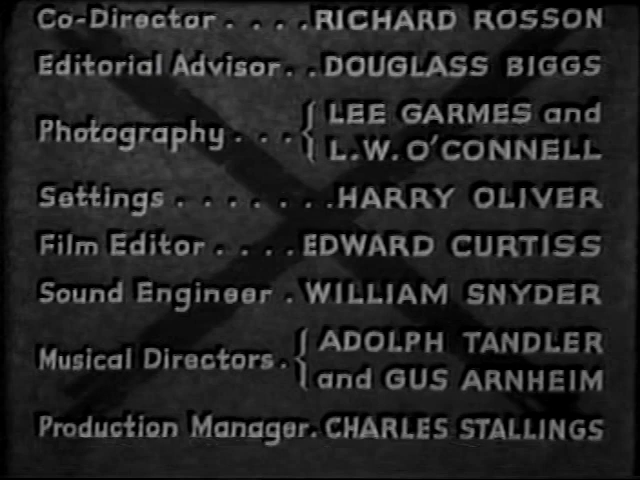 Co-Director . . . . RICHARD ROSSON
Editorial Advisor. . DOUGLASS BIGGS
Photography . . . { LEE GARMES and
L.W. O'CONNELL
Settings . . . . . . . HARRY OLIVER
Film Editor . . . . EDWARD CURTISS
Sound Engineer . WILLIAM SNYDER
Musical Directors . { ADOLPH TANDLER
and GUS ARNHEIM
Production Manager. CHARLES STALLINGS